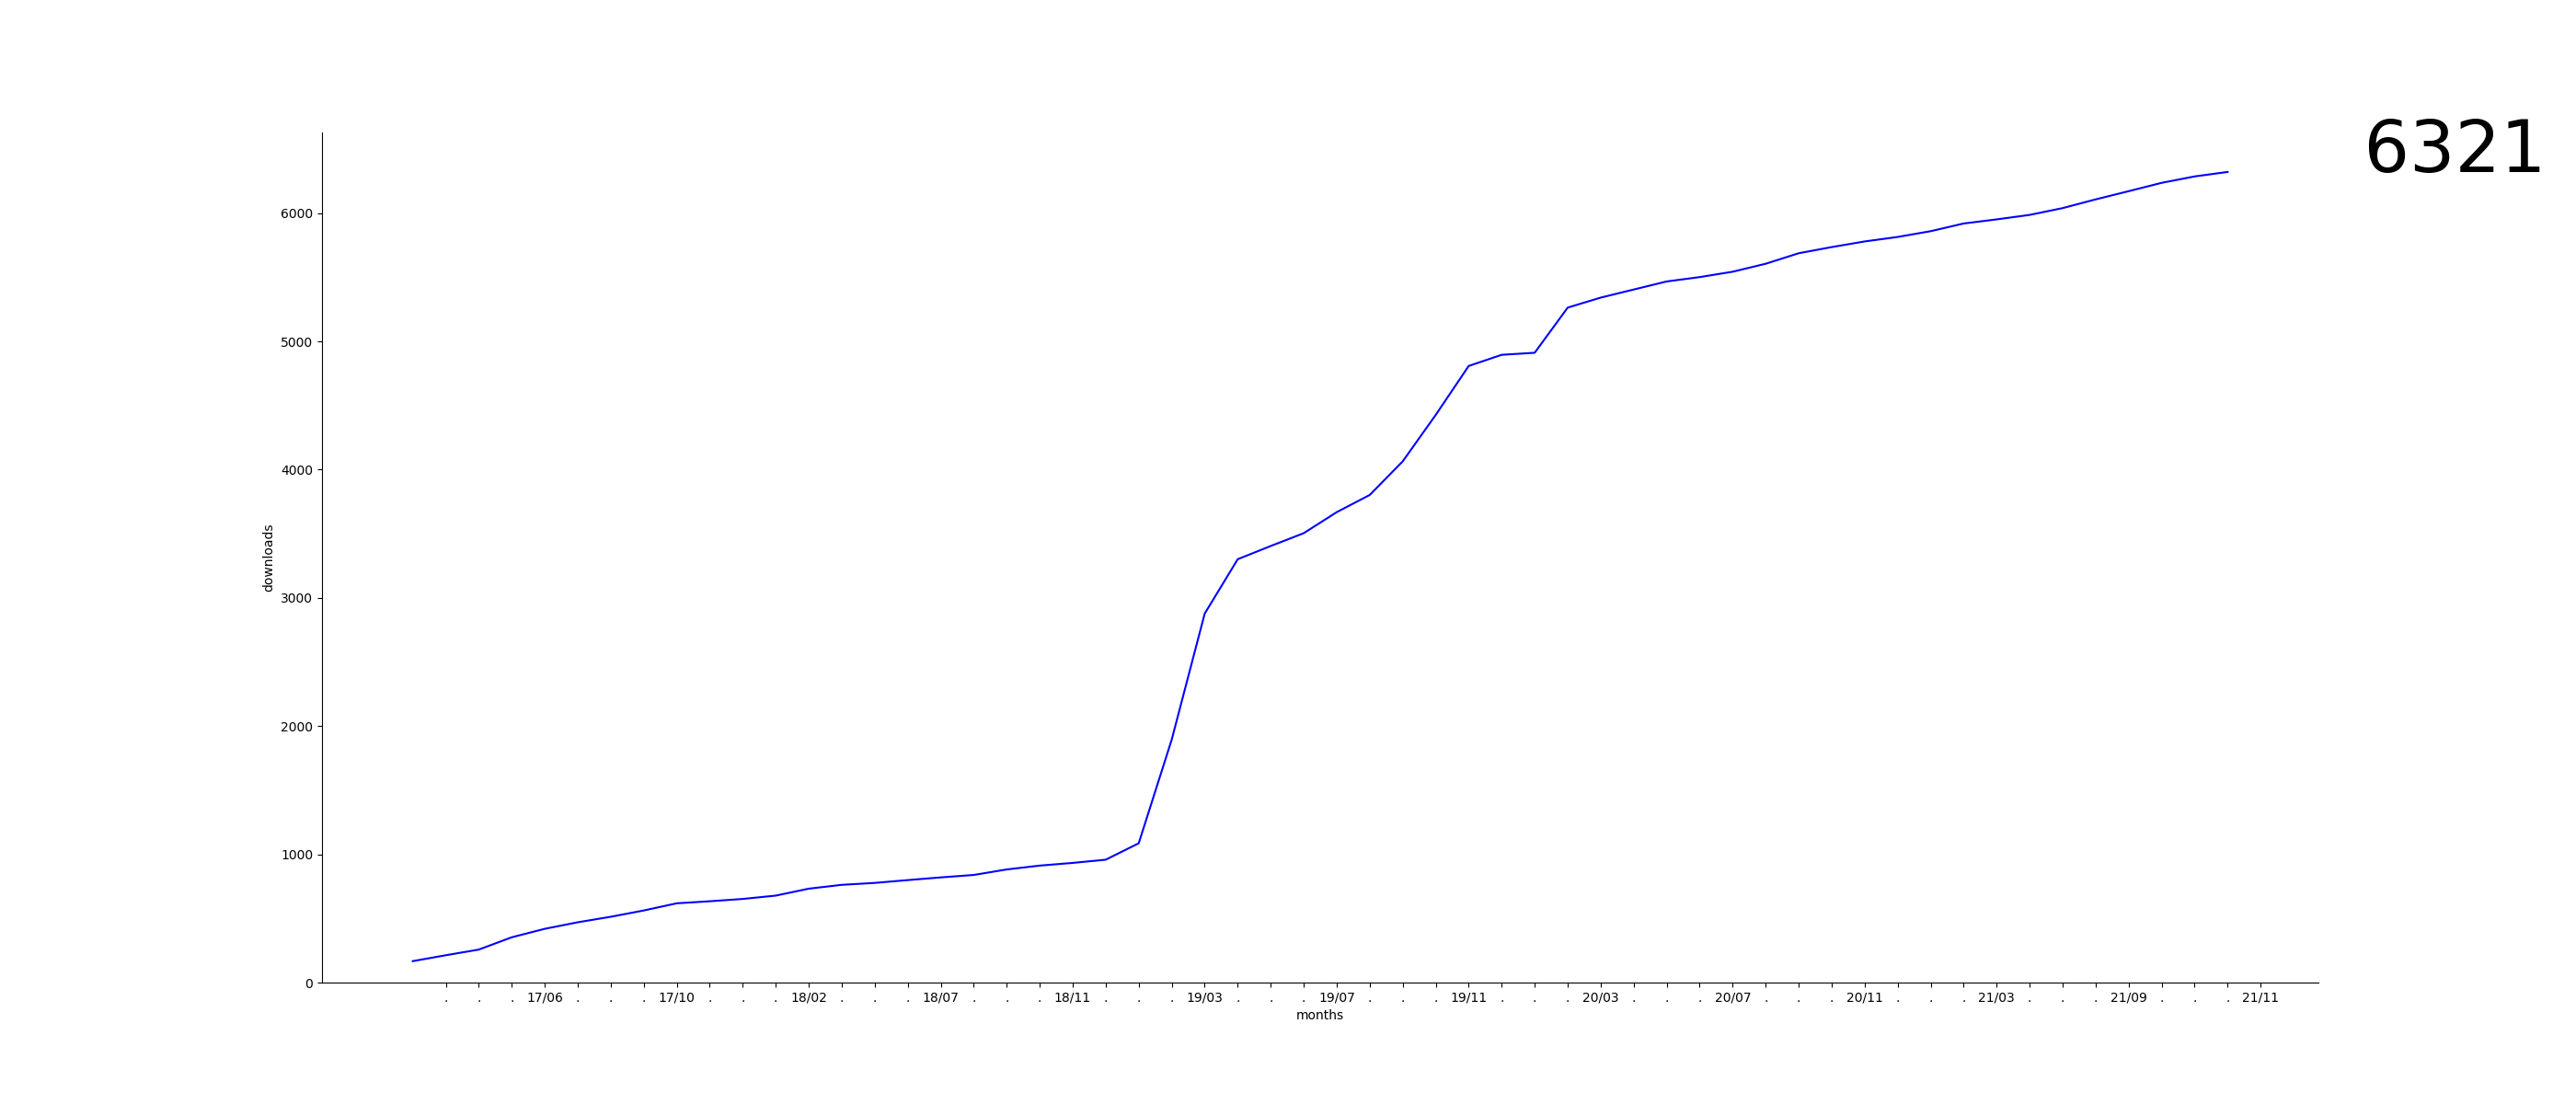 6321
6000
5000
4000
3000
2000
1000
0
downloads
. . . 17/06 . . . 17/10 . . . 18/02 . . . 18/07 . . . 18/11 . . . 19/03 . . . 19/07 . . . 19/11 . . . 20/03 . . . 20/07 . . . 20/11 . . . 21/03 . . . 21/09 . . . 21/11
months